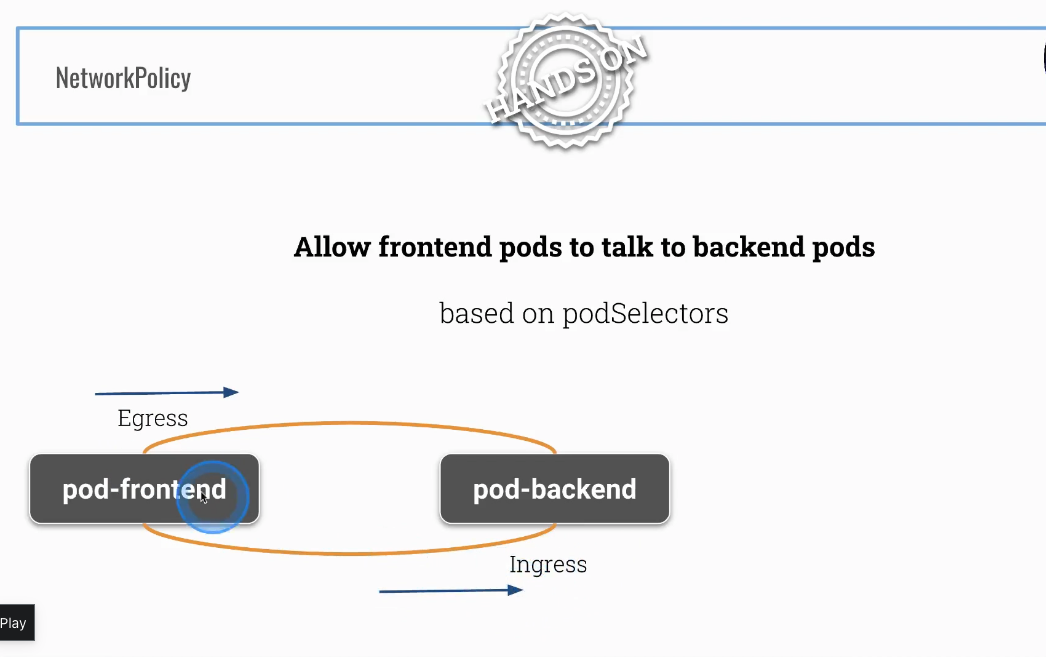 NetworkPolicy
HANDS ON
Allow frontend pods to talk to backend pods
based on podSelectors
Egress
pod-frontend
pod-backend
Ingress
Play